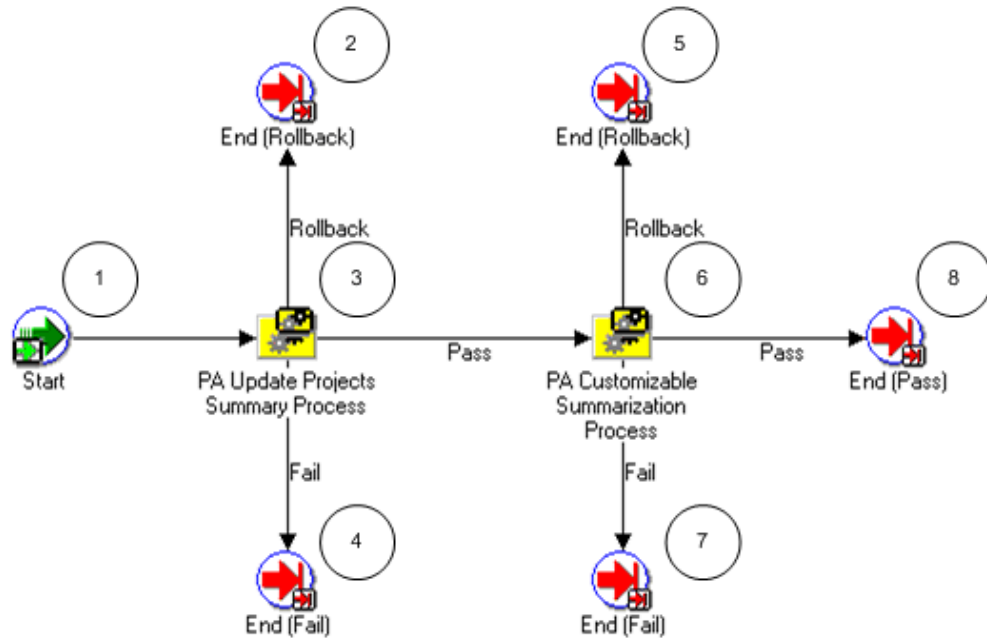 2
5
End (Rollback)
End (Rollback)
Rollback
Rollback
1
3
6
8
Start
Pass
Pass
End (Pass)
PA Update Projects
Summary Process
PA Customizable
Summarization
Process
Fail
Fail
4
7
End (Fail)
End (Fail)